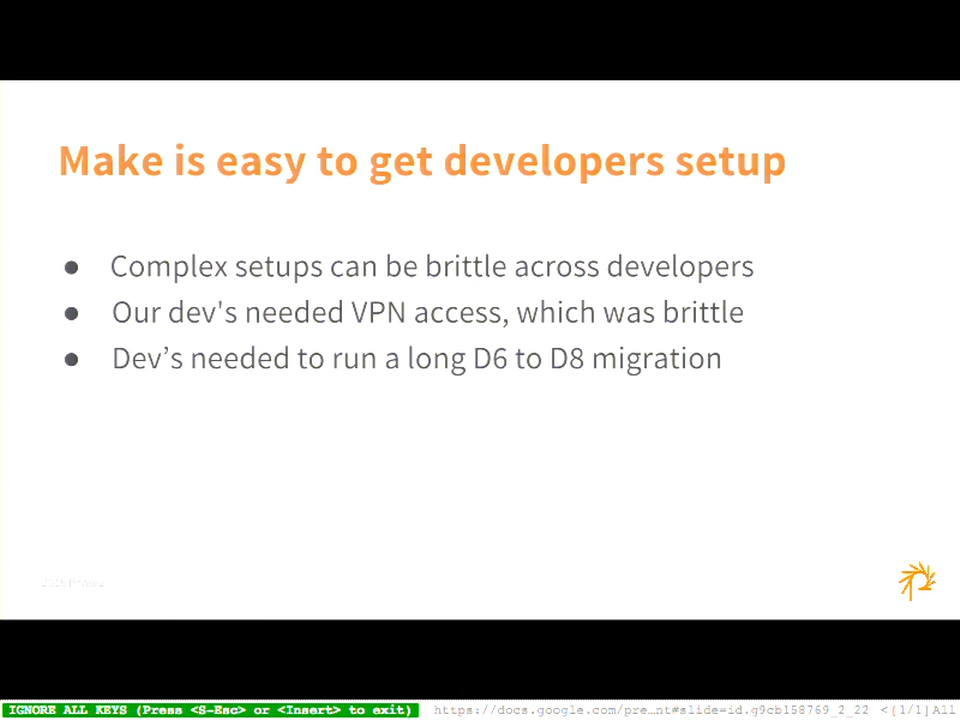 Make is easy to get developers setup
● Complex setups can be brittle across developers
● Our dev's needed VPN access, which was brittle
● Dev’s needed to run a long D6 to D8 migration
IGNORE ALL KEYS (Press <S-Esc> or <Insert> to exit) https://docs.google.com/pre…nt#slide=id.g9cb158769_2_22 <{1/1]All